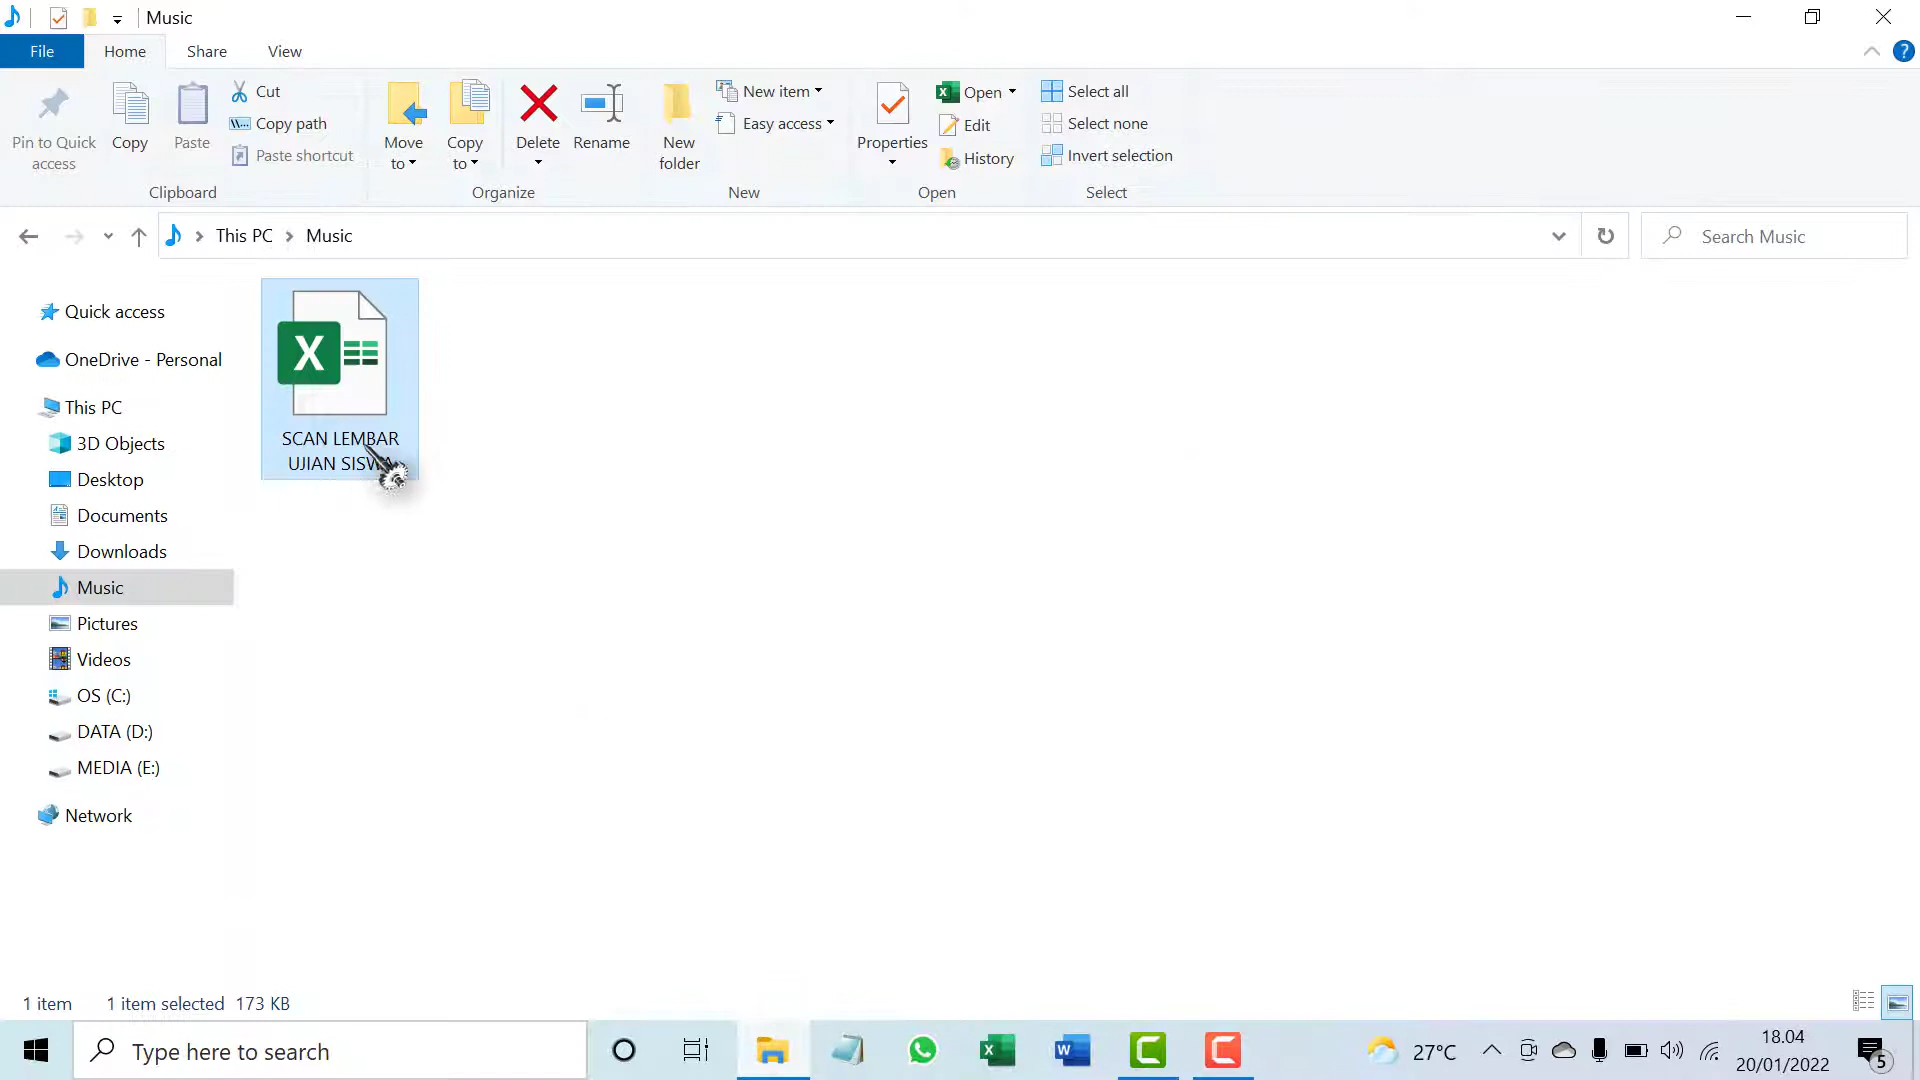 Music
File Home Share View
Pin to Quick access
Copy
Paste
Cut
Copy path
Paste shortcut
Clipboard
Move to
Copy to
Delete
Rename
Organize
New folder
New item
Easy access
New
Properties
Open
Edit
History
Open
Select all
Select none
Invert selection
Select
This PC > Music
Search Music
Quick access
OneDrive - Personal
This PC
3D Objects
Desktop
Documents
Downloads
Music
Pictures
Videos
OS (C:)
DATA (D:)
MEDIA (E:)
Network
SCAN LEMBAR
UJIAN SISWA
1 item 1 item selected 173 KB
Type here to search
27°C
18.04
20/01/2022
5